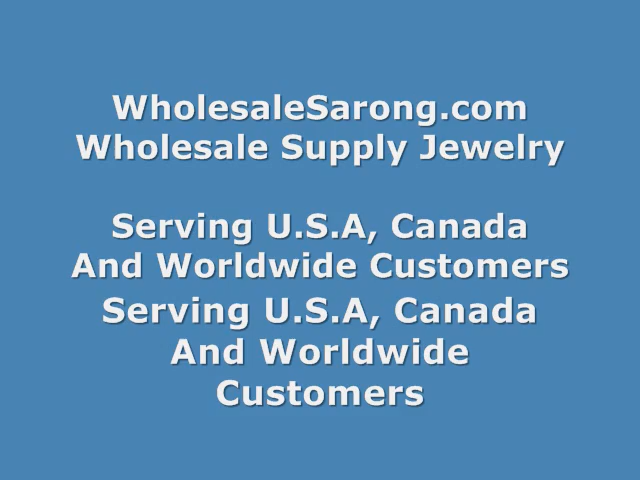 WholesaleSarong.com
Wholesale Supply Jewelry
Serving U.S.A, Canada
And Worldwide Customers
Serving U.S.A, Canada
And Worldwide
Customers